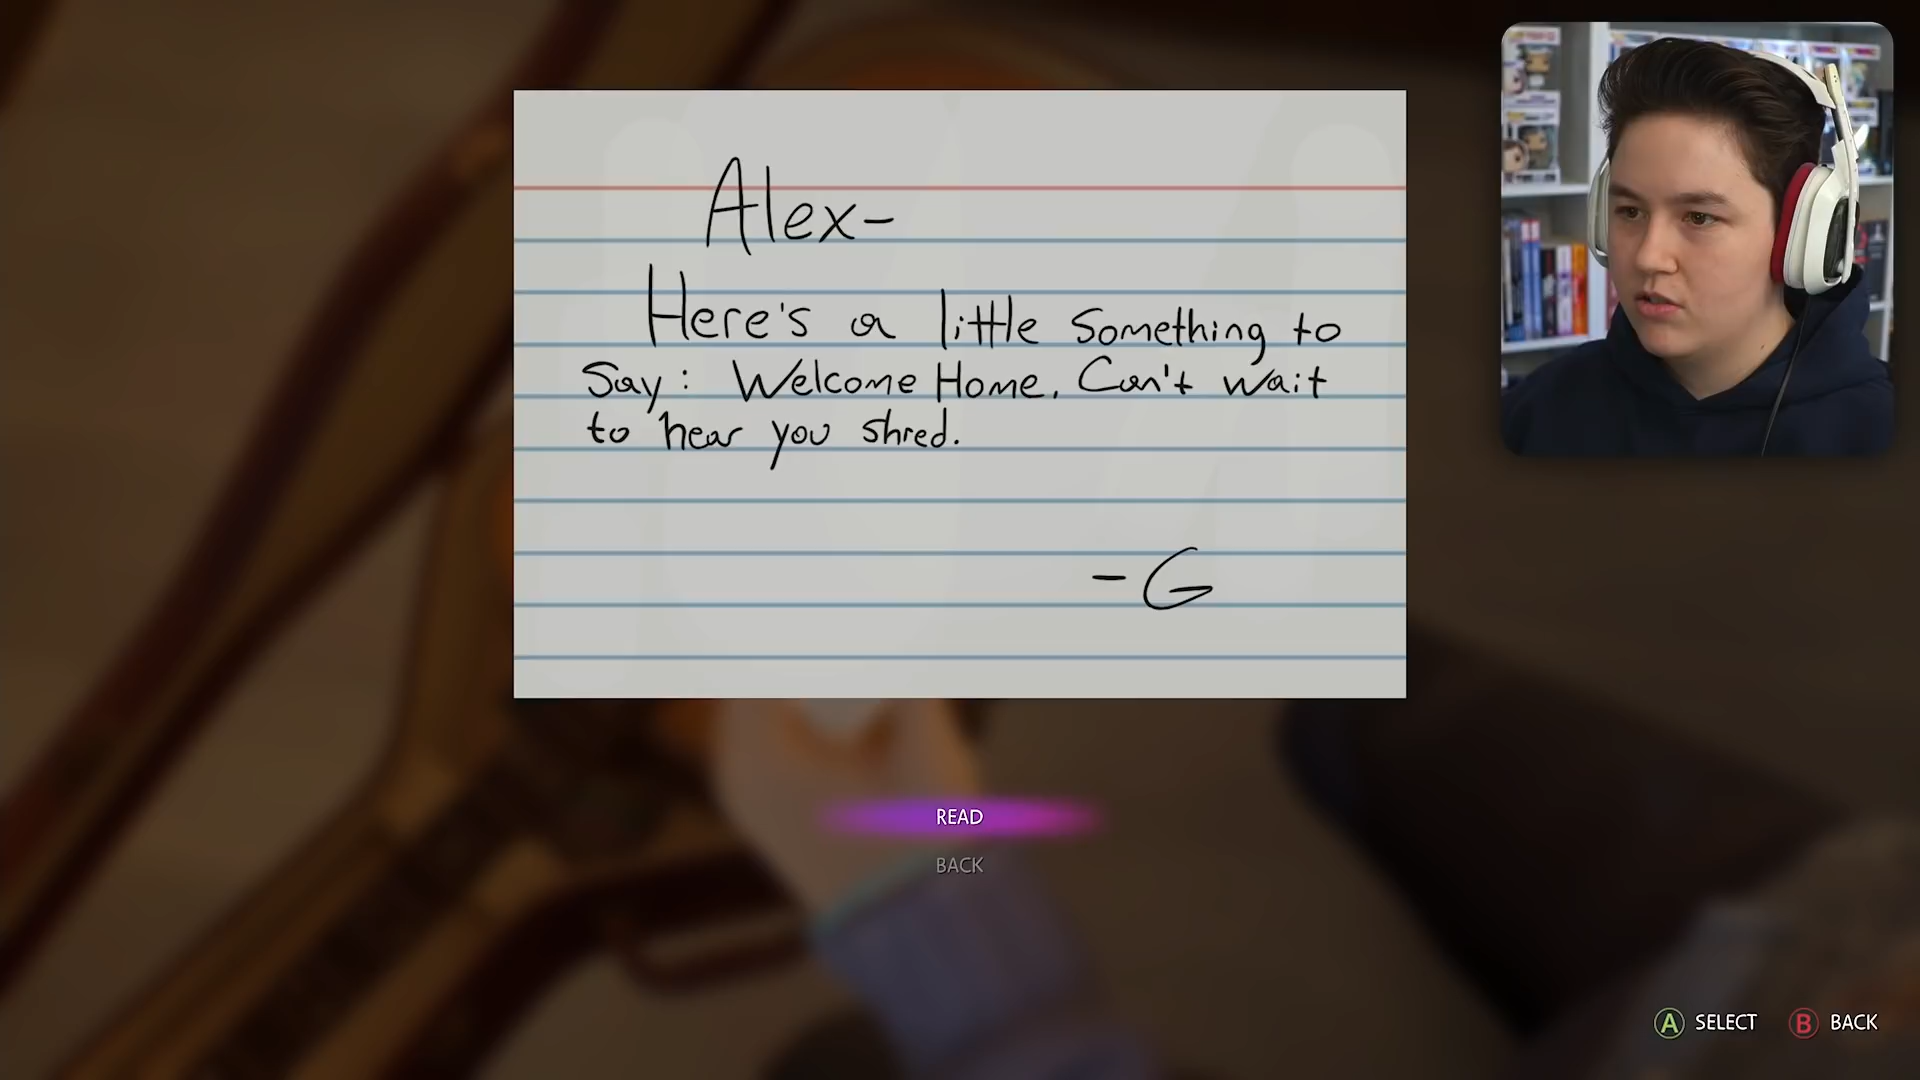 Alex-
Here's a little something to
Say: Welcome Home. Can't wait
to hear you shred.
-G
READ
BACK
A SELECT B BACK